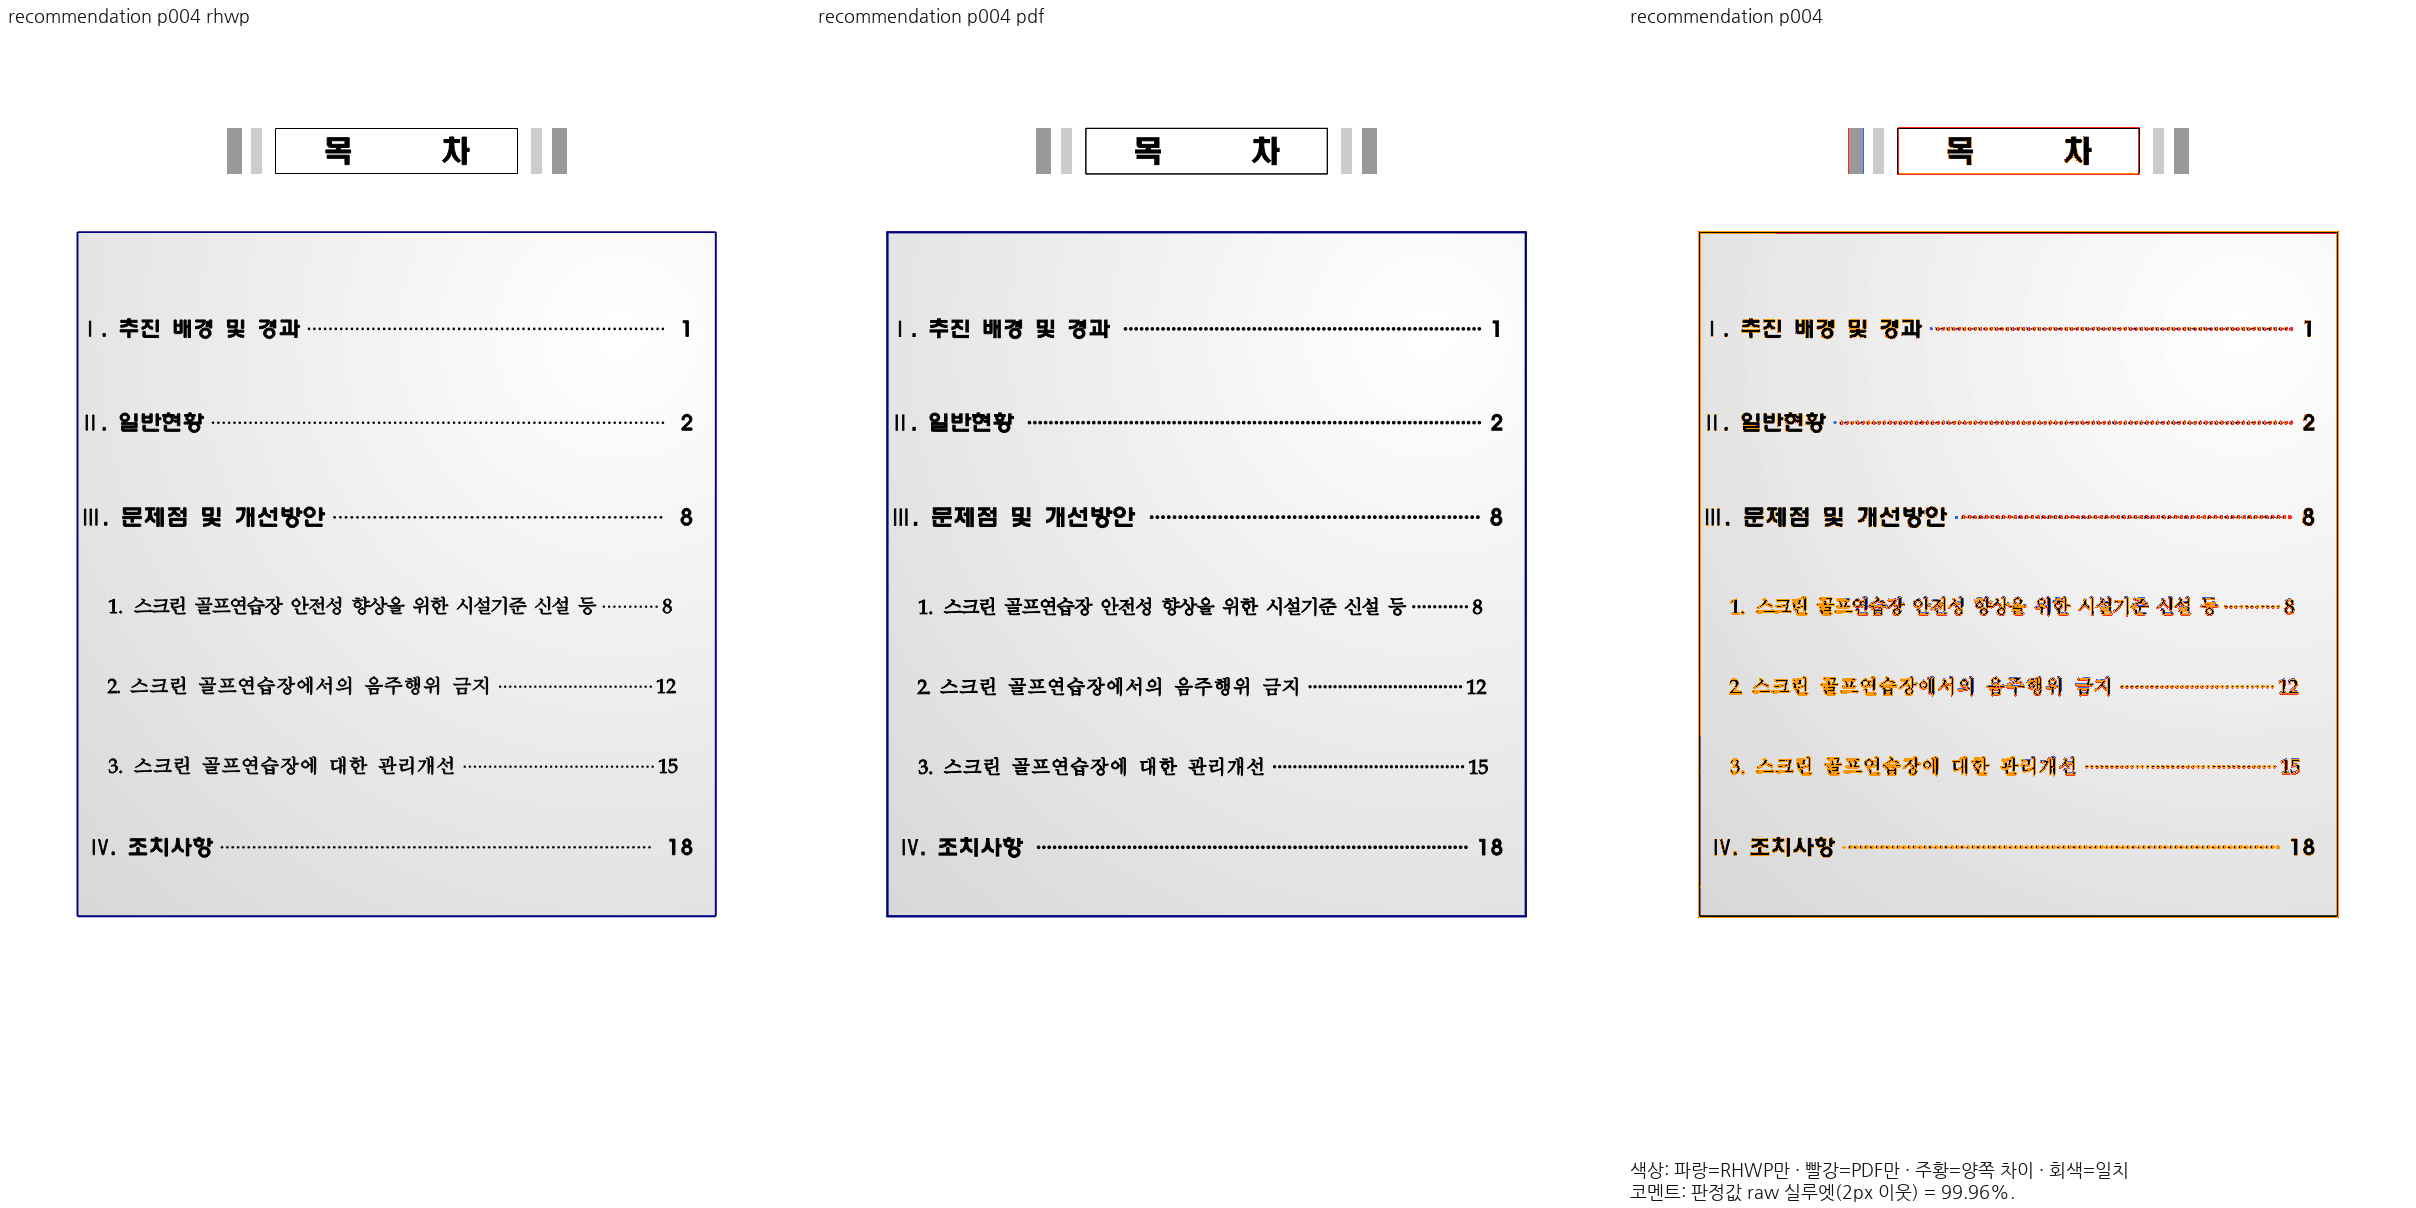 recommendation p004 rhwp
목 차
Ⅰ. 추진 배경 및 경과 ································ 1
Ⅱ. 일반현황 ································ 2
Ⅲ. 문제점 및 개선방안 ································ 8
1. 스크린 골프연습장 안전성 향상을 위한 시설기준 신설 등 ··········· 8
2. 스크린 골프연습장에서의 음주행위 금지 ······················ 12
3. 스크린 골프연습장에 대한 관리개선 ························ 15
Ⅳ. 조치사항 ································ 18
recommendation p004 pdf
목 차
Ⅰ. 추진 배경 및 경과 ································ 1
Ⅱ. 일반현황 ································ 2
Ⅲ. 문제점 및 개선방안 ································ 8
1. 스크린 골프연습장 안전성 향상을 위한 시설기준 신설 등 ··········· 8
2. 스크린 골프연습장에서의 음주행위 금지 ······················ 12
3. 스크린 골프연습장에 대한 관리개선 ························ 15
Ⅳ. 조치사항 ································ 18
recommendation p004
목 차
Ⅰ. 추진 배경 및 경과 ································ 1
Ⅱ. 일반현황 ································ 2
Ⅲ. 문제점 및 개선방안 ································ 8
1. 스크린 골프연습장 안전성 향상을 위한 시설기준 신설 등 ··········· 8
2. 스크린 골프연습장에서의 음주행위 금지 ······················ 12
3. 스크린 골프연습장에 대한 관리개선 ························ 15
Ⅳ. 조치사항 ································ 18
색상: 파랑=RHWP만 · 빨강=PDF만 · 주황=양쪽 차이 · 회색=일치
코멘트: 판정값 raw 실루엣(2px 이웃) = 99.96%.